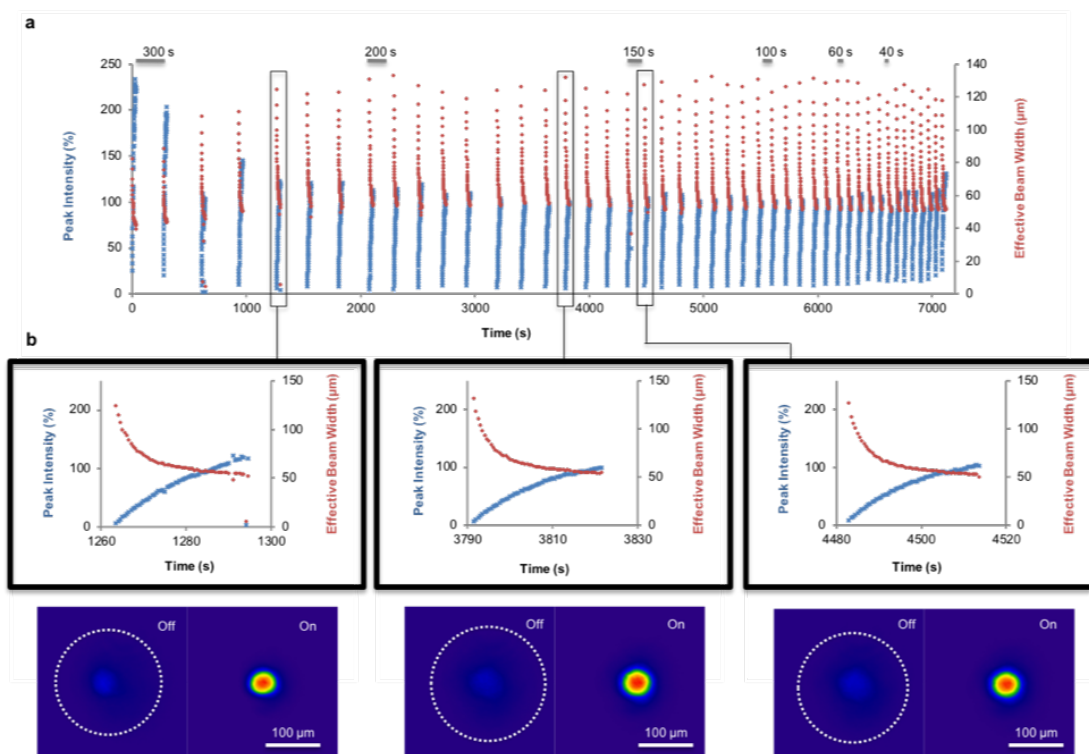 a
300 s 200 s 150 s 100 s 60 s 40 s
250 200 150 100 50 0
Peak Intensity (%)
140 120 100 80 60 40 20 0
Effective Beam Width (µm)
0 1000 2000 3000 4000 5000 6000 7000
Time (s)
b
200 100 0
Peak Intensity (%)
150 100 50 0
Effective Beam Width (µm)
1260 1280 1300
Time (s)
200 100 0
Peak Intensity (%)
150 100 50 0
Effective Beam Width (µm)
3790 3810 3830
Time (s)
200 100 0
Peak Intensity (%)
150 100 50 0
Effective Beam Width (µm)
4480 4500 4520
Time (s)
Off On
100 µm
Off On
100 µm
Off On
100 µm